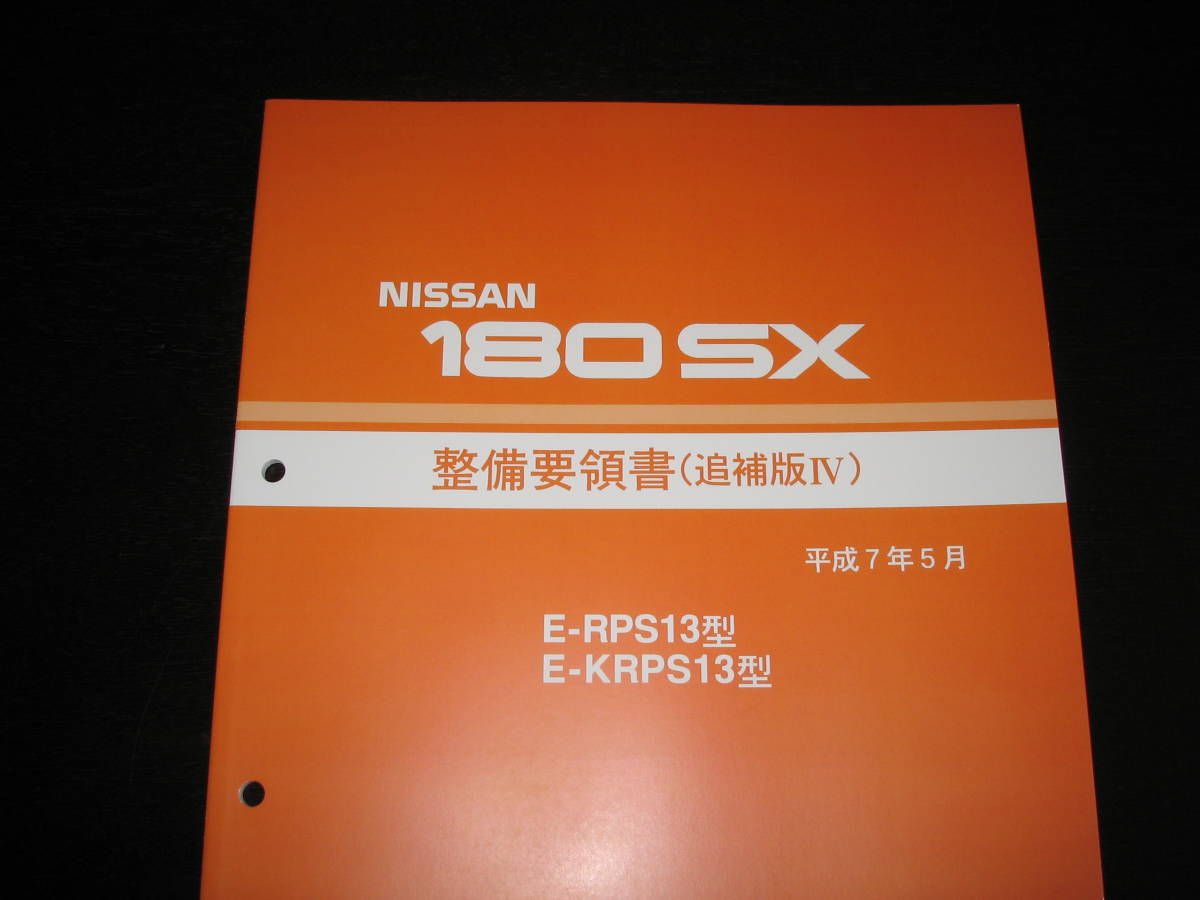 NISSAN
180SX
整備要領書（追補版Ⅳ）
平成7年5月
E-RPS13型
E-KRPS13型